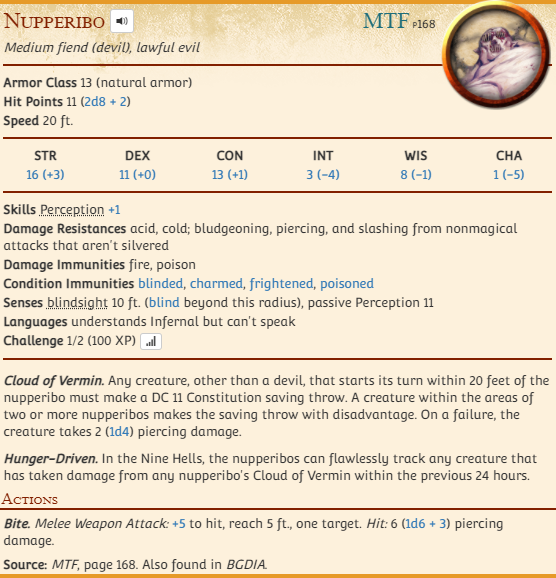 Nupperibo MTF p168
Medium fiend (devil), lawful evil
Armor Class 13 (natural armor)
Hit Points 11 (2d8 + 2)
Speed 20 ft.
STR DEX CON INT WIS CHA
16 (+3) 11 (+0) 13 (+1) 3 (−4) 8 (−1) 1 (−5)
Skills Perception +1
Damage Resistances acid, cold; bludgeoning, piercing, and slashing from nonmagical
attacks that aren't silvered
Damage Immunities fire, poison
Condition Immunities blinded, charmed, frightened, poisoned
Senses blindsight 10 ft. (blind beyond this radius), passive Perception 11
Languages understands Infernal but can't speak
Challenge 1/2 (100 XP)
Cloud of Vermin. Any creature, other than a devil, that starts its turn within 20 feet of the
nupperibo must make a DC 11 Constitution saving throw. A creature within the areas of
two or more nupperibos makes the saving throw with disadvantage. On a failure, the
creature takes 2 (1d4) piercing damage.
Hunger-Driven. In the Nine Hells, the nupperibos can flawlessly track any creature that
has taken damage from any nupperibo's Cloud of Vermin within the previous 24 hours.
Actions
Bite. Melee Weapon Attack: +5 to hit, reach 5 ft., one target. Hit: 6 (1d6 + 3) piercing
damage.
Source: MTF, page 168. Also found in BGDIA.